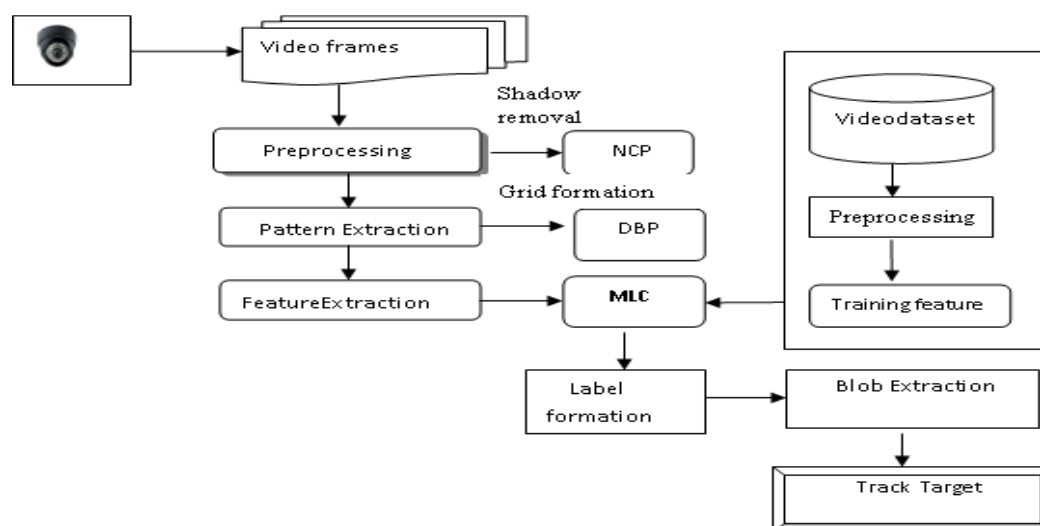 Video frames
Shadow
removal
Videodataset
Preprocessing
NCP
Grid formation
Preprocessing
Pattern Extraction
DBP
FeatureExtraction
MLC
Training feature
Label
formation
Blob Extraction
Track Target